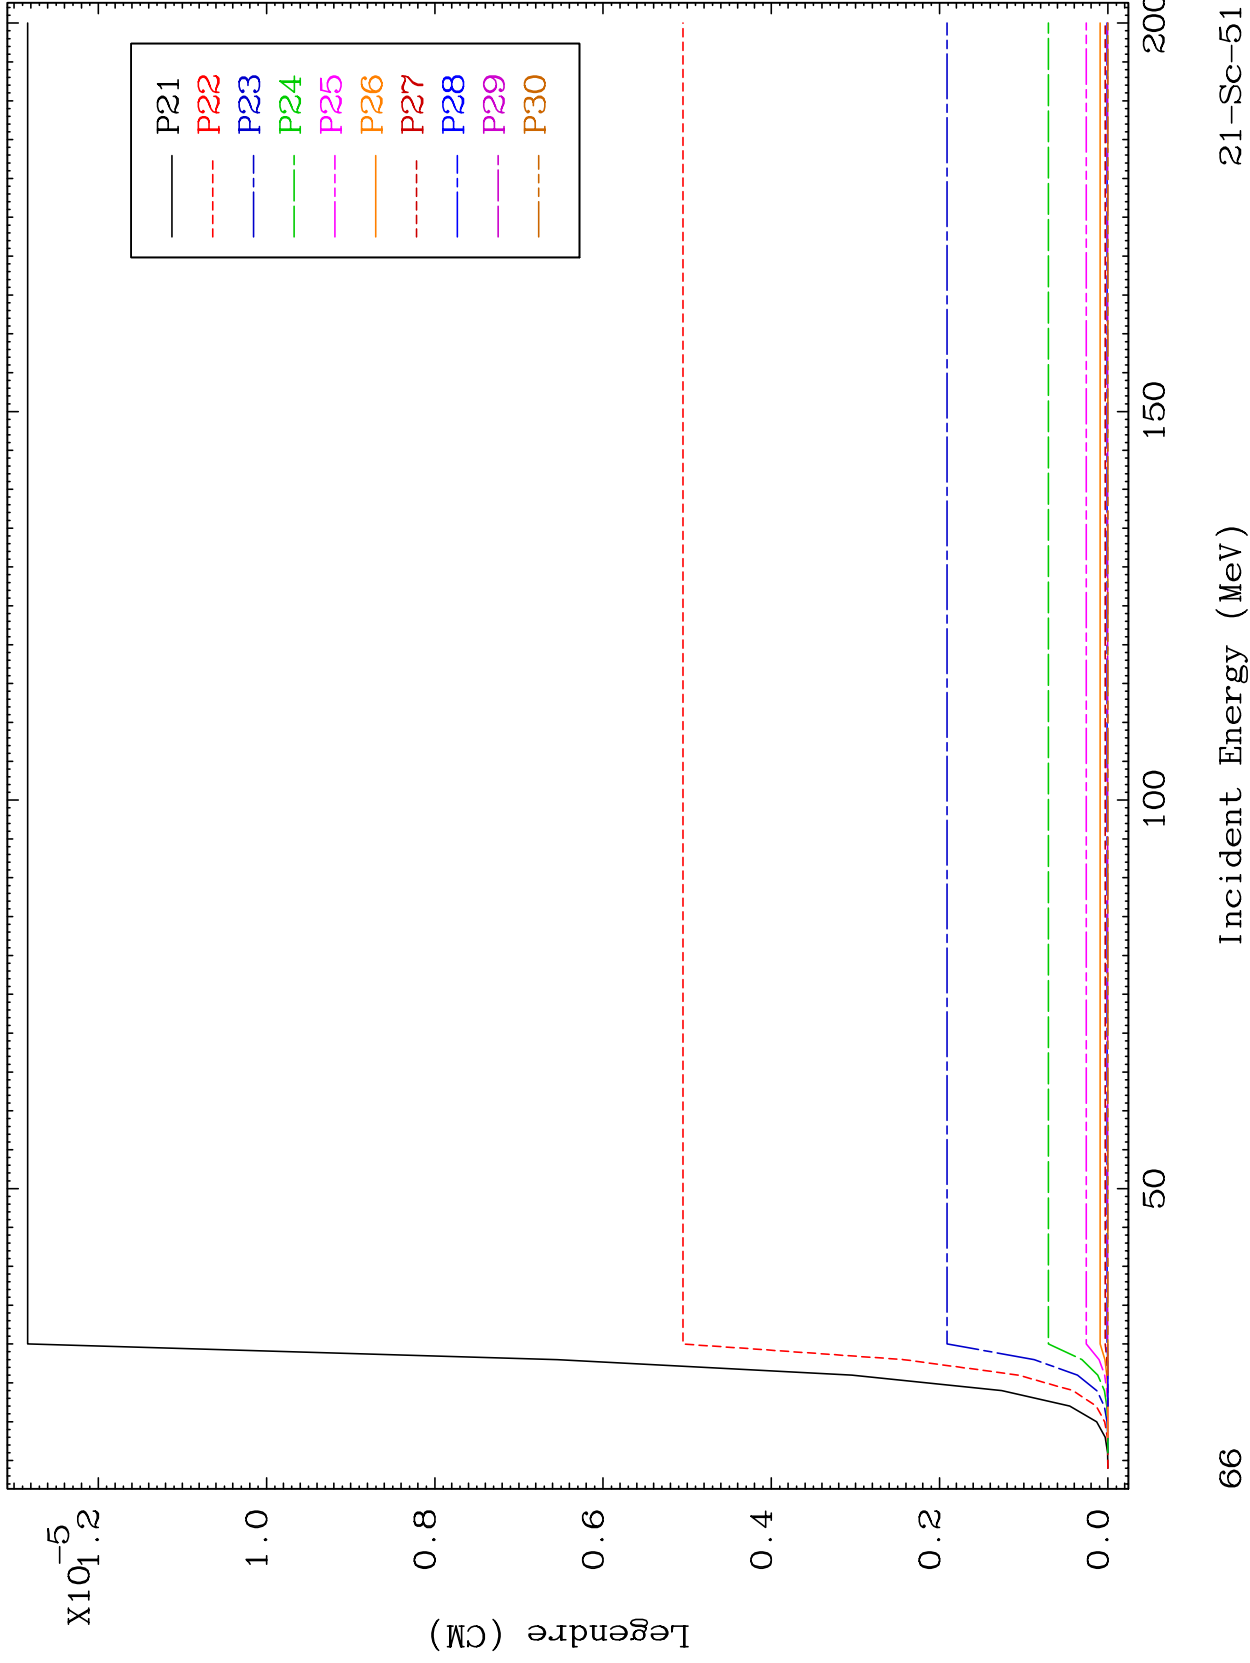 X10-5
1.2
1.0
0.8
0.6
0.4
0.2
0.0
Legendre (CM)
P21
P22
P23
P24
P25
P26
P27
P28
P29
P30
50
100
150
200
Incident Energy (MeV)
66
21-Sc-51